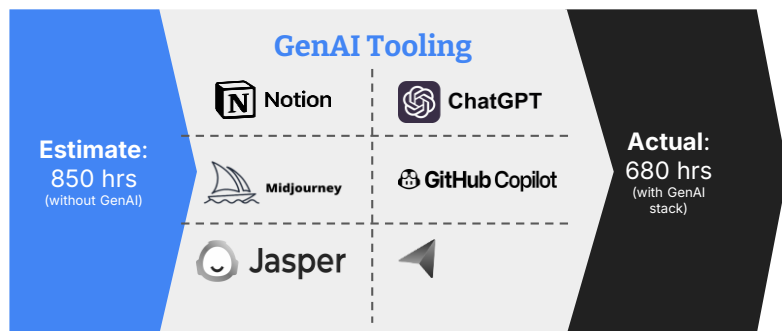 GenAI Tooling
Estimate:
850 hrs
(without GenAI)
Notion
ChatGPT
Midjourney
GitHub Copilot
Jasper
Actual:
680 hrs
(with GenAI
stack)